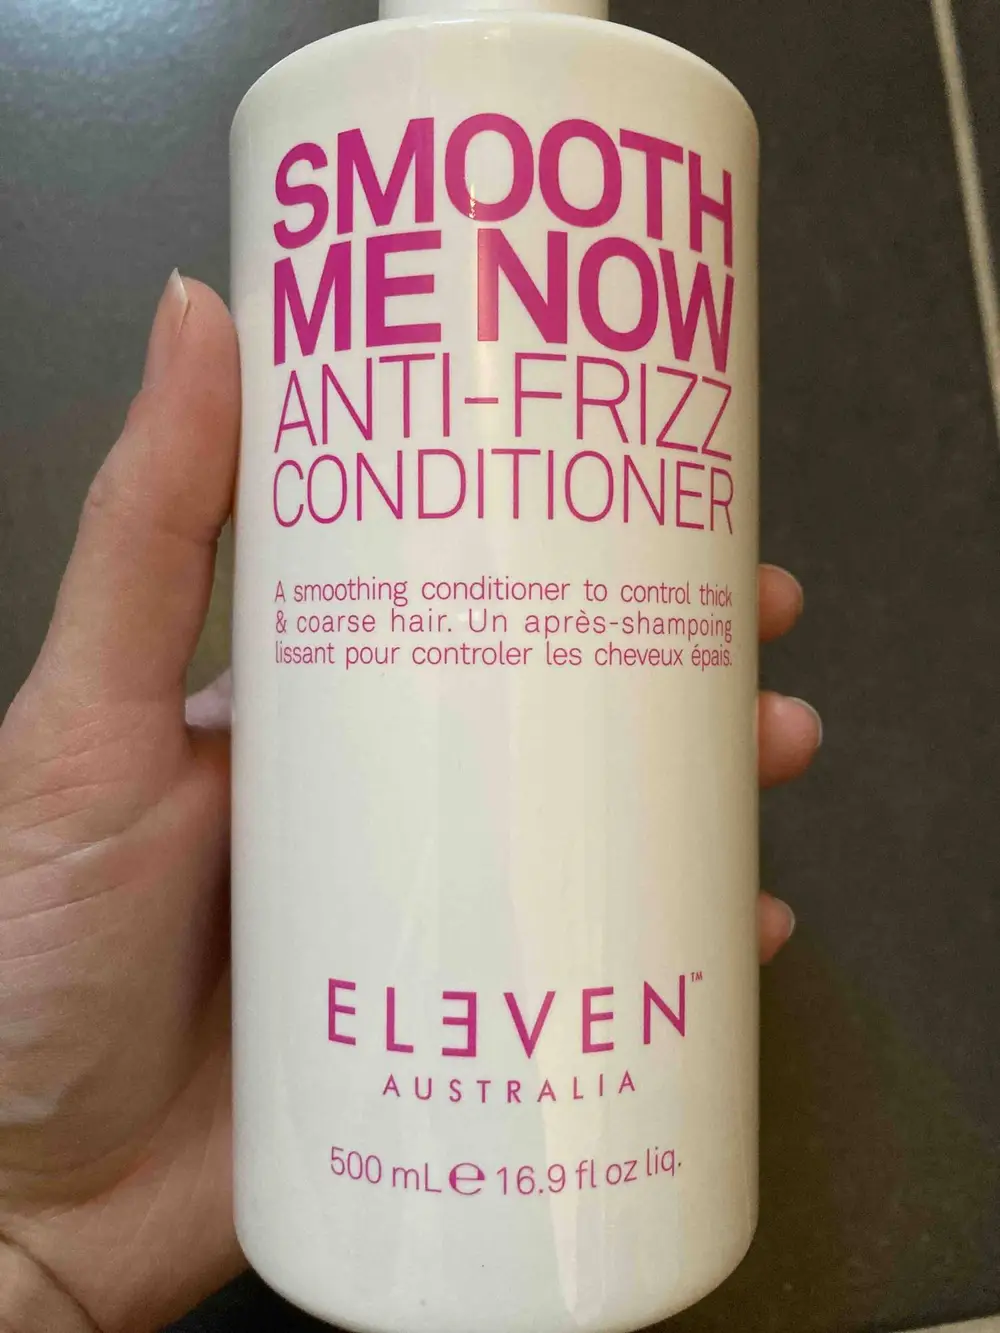 SMOOTH
ME NOW
ANTI-FRIZZ
CONDITIONER
A smoothing conditioner to control thick
& coarse hair. Un après-shampoing
lissant pour controler les cheveux épais.
ELEVEN™
AUSTRALIA
500 mL ℮ 16.9 fl oz liq.